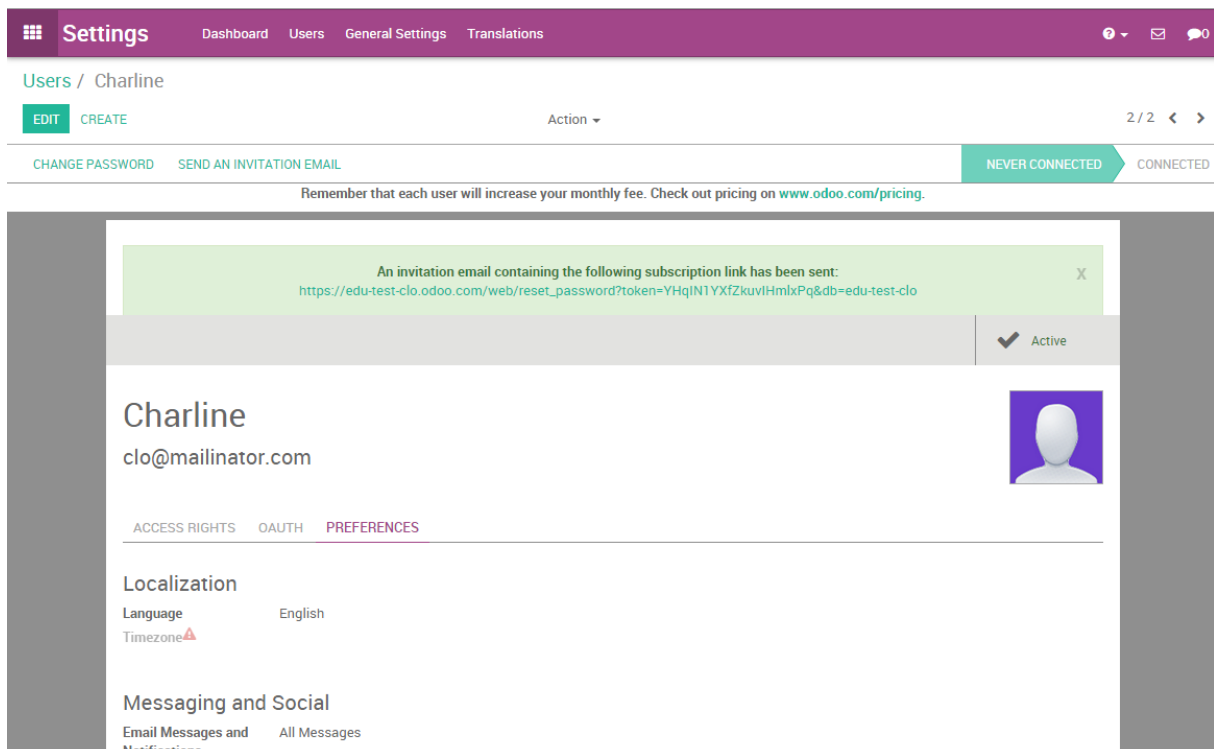 Settings Dashboard Users General Settings Translations 0
Users / Charline
EDIT CREATE Action 2 / 2
CHANGE PASSWORD SEND AN INVITATION EMAIL NEVER CONNECTED CONNECTED
Remember that each user will increase your monthly fee. Check out pricing on www.odoo.com/pricing.
An invitation email containing the following subscription link has been sent: X
https://edu-test-clo.odoo.com/web/reset_password?token=YHqIN1YXfZkuvIHmlxPq&db=edu-test-clo
Active
Charline
clo@mailinator.com
ACCESS RIGHTS OAUTH PREFERENCES
Localization
Language English
Timezone
Messaging and Social
Email Messages and All Messages
Notifications